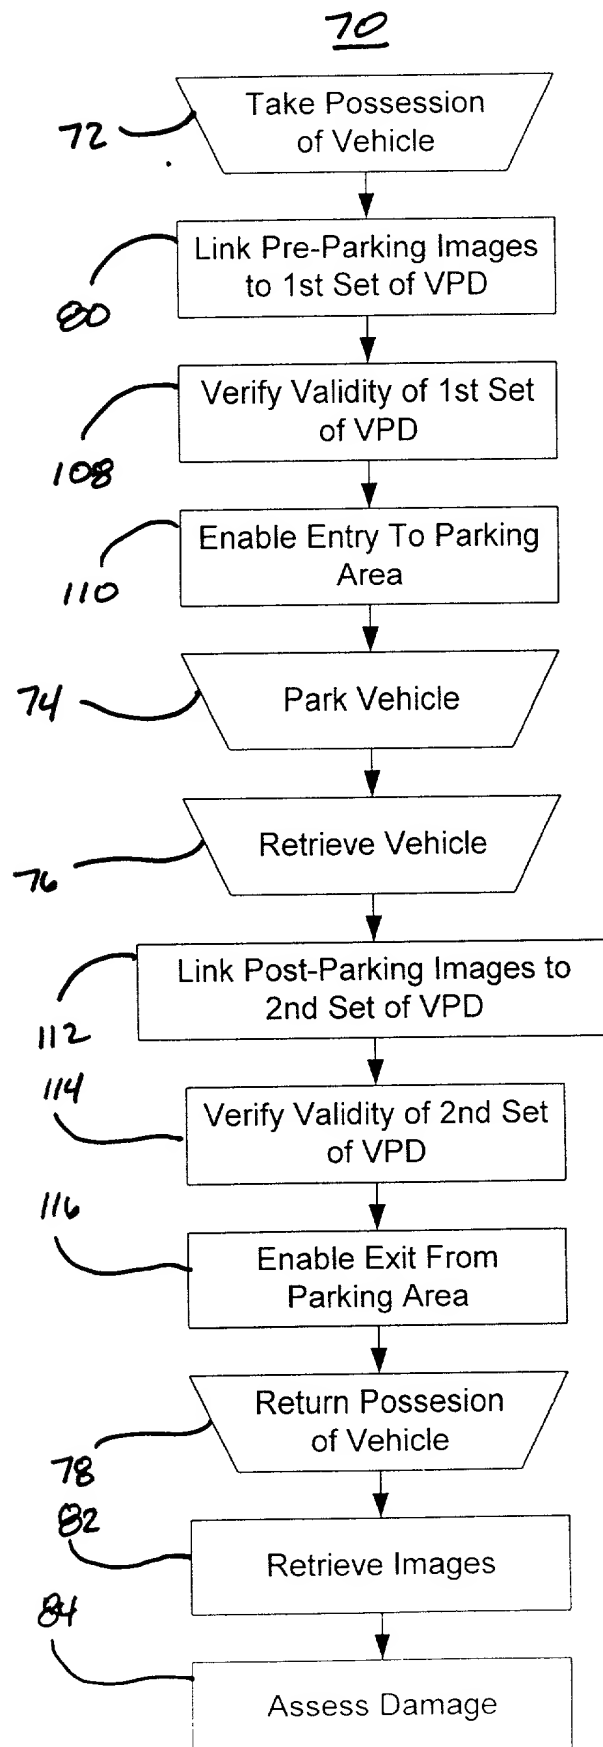 70
72
Take Possession
of Vehicle
80
Link Pre-Parking Images
to 1st Set of VPD
108
Verify Validity of 1st Set
of VPD
110
Enable Entry To Parking
Area
74
Park Vehicle
76
Retrieve Vehicle
112
Link Post-Parking Images to
2nd Set of VPD
114
Verify Validity of 2nd Set
of VPD
116
Enable Exit From
Parking Area
78
Return Possesion
of Vehicle
82
Retrieve Images
84
Assess Damage